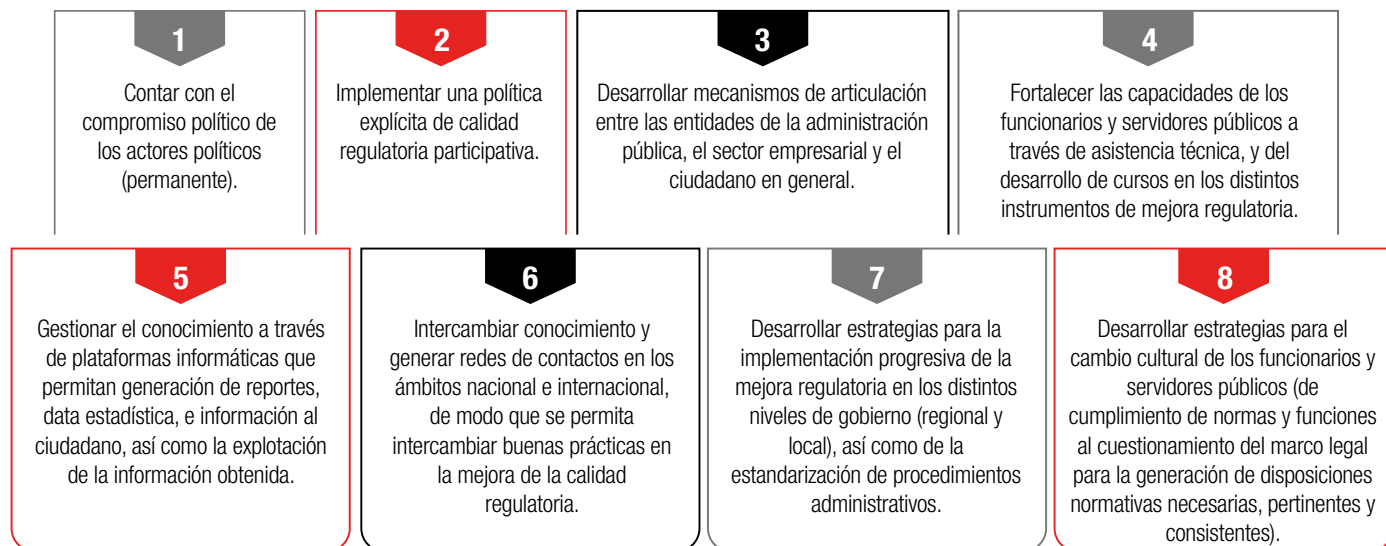 1
Contar con el
compromiso político de
los actores políticos
(permanente).
2
Implementar una política
explícita de calidad
regulatoria participativa.
3
Desarrollar mecanismos de articulación
entre las entidades de la administración
pública, el sector empresarial y el
ciudadano en general.
4
Fortalecer las capacidades de los
funcionarios y servidores públicos a
través de asistencia técnica, y del
desarrollo de cursos en los distintos
instrumentos de mejora regulatoria.
5
Gestionar el conocimiento a través
de plataformas informáticas que
permitan generación de reportes,
data estadística, e información al
ciudadano, así como la explotación
de la información obtenida.
6
Intercambiar conocimiento y
generar redes de contactos en los
ámbitos nacional e internacional,
de modo que se permita
intercambiar buenas prácticas en
la mejora de la calidad
regulatoria.
7
Desarrollar estrategias para la
implementación progresiva de la
mejora regulatoria en los distintos
niveles de gobierno (regional y
local), así como de la
estandarización de procedimientos
administrativos.
8
Desarrollar estrategias para el
cambio cultural de los funcionarios y
servidores públicos (de
cumplimiento de normas y funciones
al cuestionamiento del marco legal
para la generación de disposiciones
normativas necesarias, pertinentes y
consistentes).